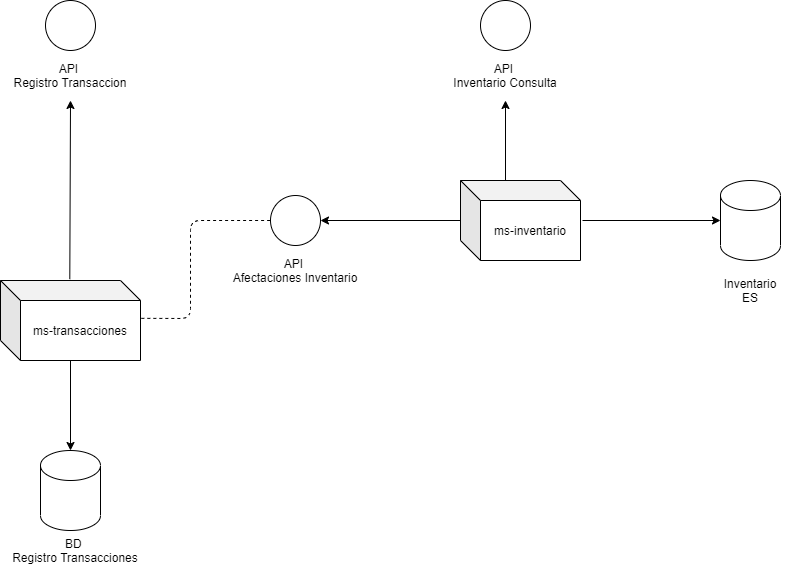 API
Registro Transaccion
API
Inventario Consulta
ms-inventario
API
Afectaciones Inventario
Inventario
ES
ms-transacciones
BD
Registro Transacciones